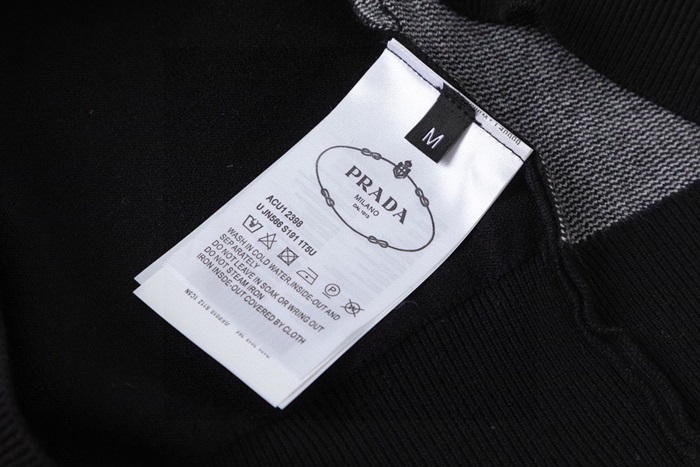 M
PRADA
MILANO
DAL 1913
ACU1 2398
U JN566 S191 1T5U
WASH IN COLD WATER,INSIDE-OUT AND
SEPARATELY
DO NOT LEAVE IN SOAK OR WRING OUT
DO NOT STEAM IRON
IRON INSIDE-OUT COVERED BY CLOTH